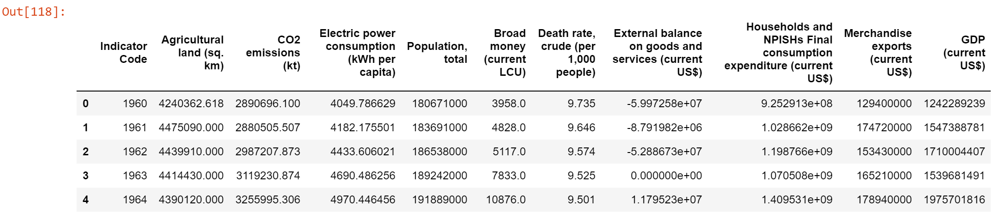 Out[118]:
Indicator Code Agricultural land (sq. km) CO2 emissions (kt) Electric power consumption (kWh per capita) Population, total Broad money (current LCU) Death rate, crude (per 1,000 people) External balance on goods and services (current US$) Households and NPISHs Final consumption expenditure (current US$) Merchandise exports (current US$) GDP (current US$)
0 1960 4240362.618 2890696.100 4049.786629 180671000 3958.0 9.735 -5.997258e+07 9.252913e+08 129400000 1242289239
1 1961 4475090.000 2880505.507 4182.175501 183691000 4828.0 9.646 -8.791982e+06 1.028662e+09 174720000 1547388781
2 1962 4439910.000 2987207.873 4433.606021 186538000 5117.0 9.574 -5.288673e+07 1.198766e+09 153430000 1710004407
3 1963 4414430.000 3119230.874 4690.486256 189242000 7833.0 9.525 0.000000e+00 1.070508e+09 165210000 1539681491
4 1964 4390120.000 3255995.306 4970.446456 191889000 10876.0 9.501 1.179523e+07 1.409531e+09 178940000 1975701816